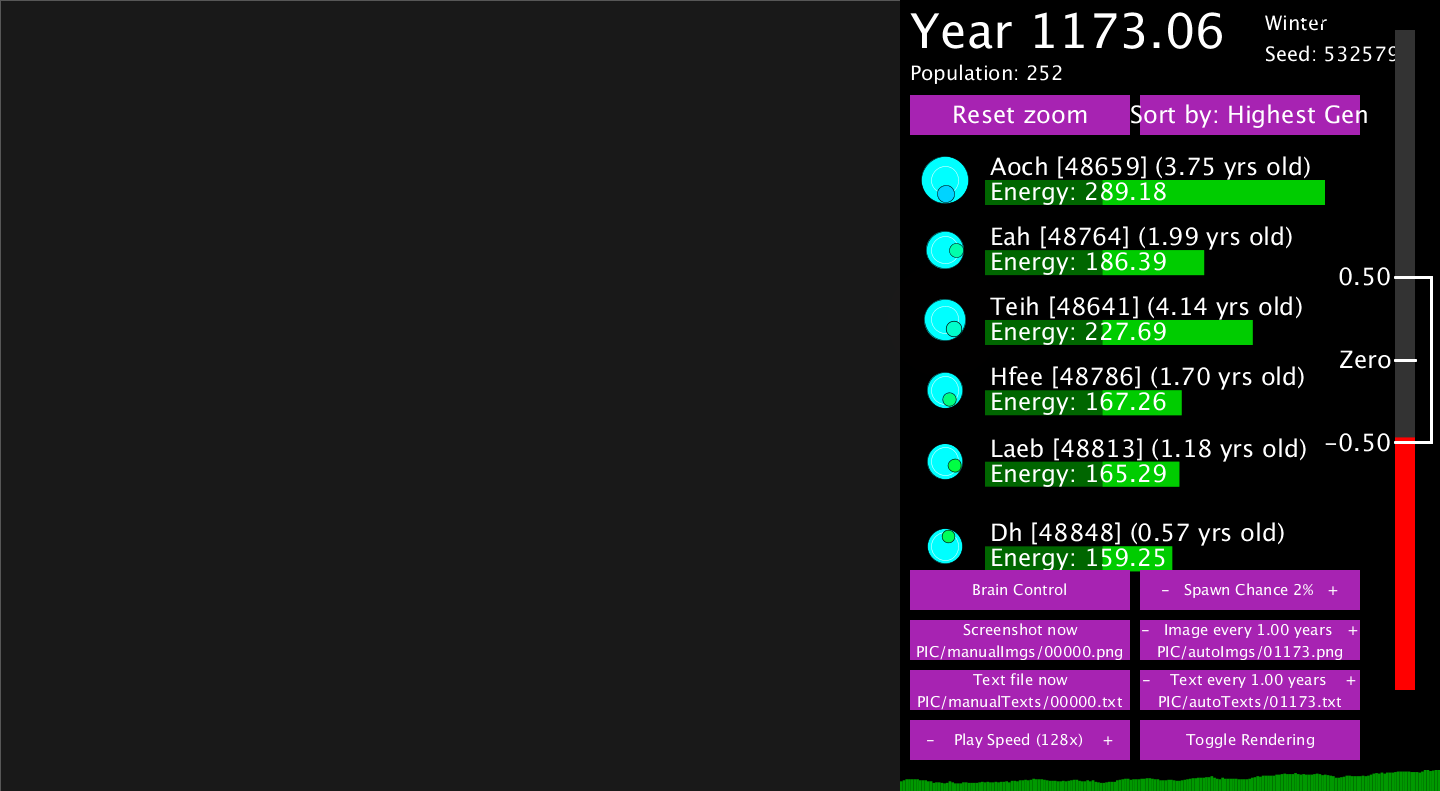 Year 1173.06
Winter
Seed: 532579
Population: 252
Reset zoom
Sort by: Highest Gen
Aoch [48659] (3.75 yrs old)
Energy: 289.18
Eah [48764] (1.99 yrs old)
Energy: 186.39
Teih [48641] (4.14 yrs old)
Energy: 227.69
Hfee [48786] (1.70 yrs old)
Energy: 167.26
Laeb [48813] (1.18 yrs old)
Energy: 165.29
Dh [48848] (0.57 yrs old)
Energy: 159.25
0.50
Zero
-0.50
Brain Control
- Spawn Chance 2% +
Screenshot now
PIC/manualImgs/00000.png
- Image every 1.00 years +
PIC/autoImgs/01173.png
Text file now
PIC/manualTexts/00000.txt
- Text every 1.00 years +
PIC/autoTexts/01173.txt
- Play Speed (128x) +
Toggle Rendering